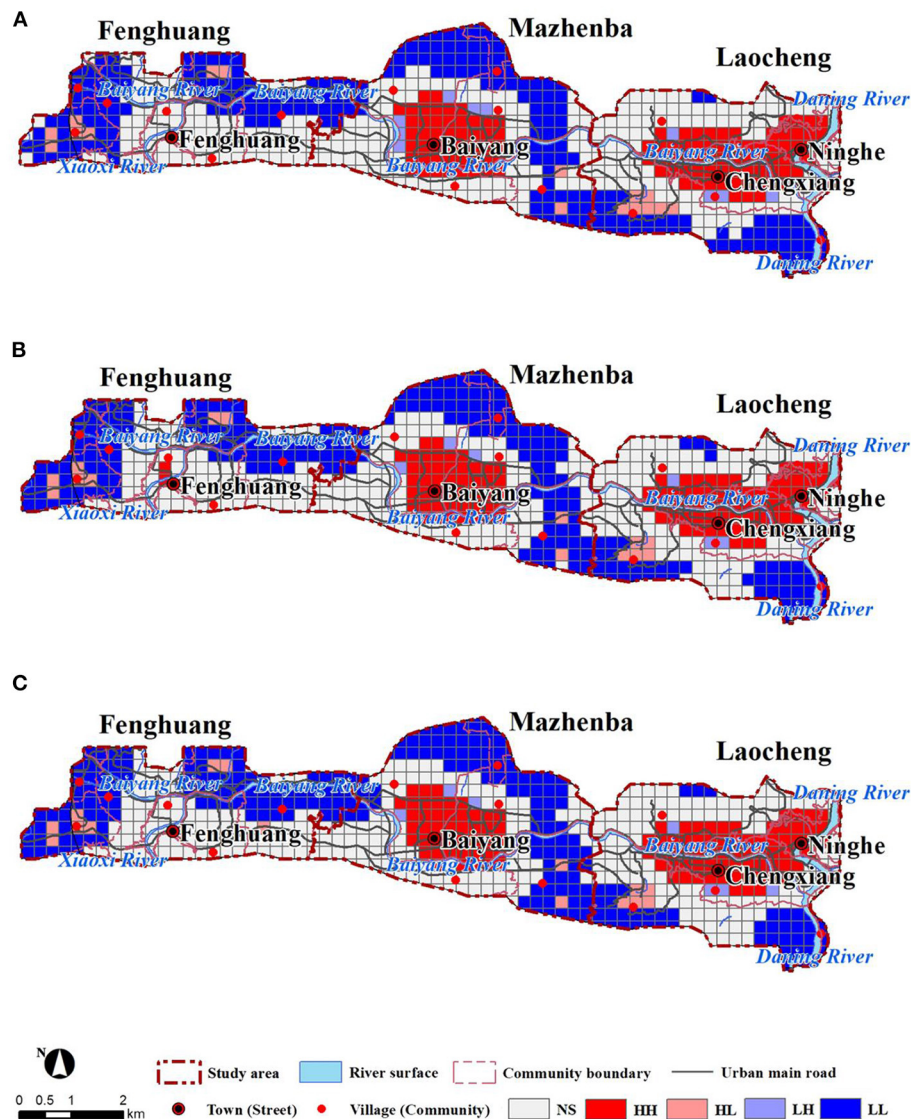 A
Fenghuang
Mazhenba
Laocheng
Baiyang River
Baiyang River
Daning River
Fenghuang
Baiyang
Baiyang River
Ninghe
Xiaoxi River
Baiyang River
Chengxiang
Daning River
B
Fenghuang
Mazhenba
Laocheng
Baiyang River
Baiyang River
Daning River
Fenghuang
Baiyang
Baiyang River
Ninghe
Xiaoxi River
Baiyang River
Chengxiang
Daning River
C
Fenghuang
Mazhenba
Laocheng
Baiyang River
Baiyang River
Daning River
Fenghuang
Baiyang
Baiyang River
Ninghe
Xiaoxi River
Baiyang River
Chengxiang
Daning River
N
Study area
River surface
Community boundary
Urban main road
0 0.5 1 2 km
Town (Street)
Village (Community)
NS
HH
HL
LH
LL